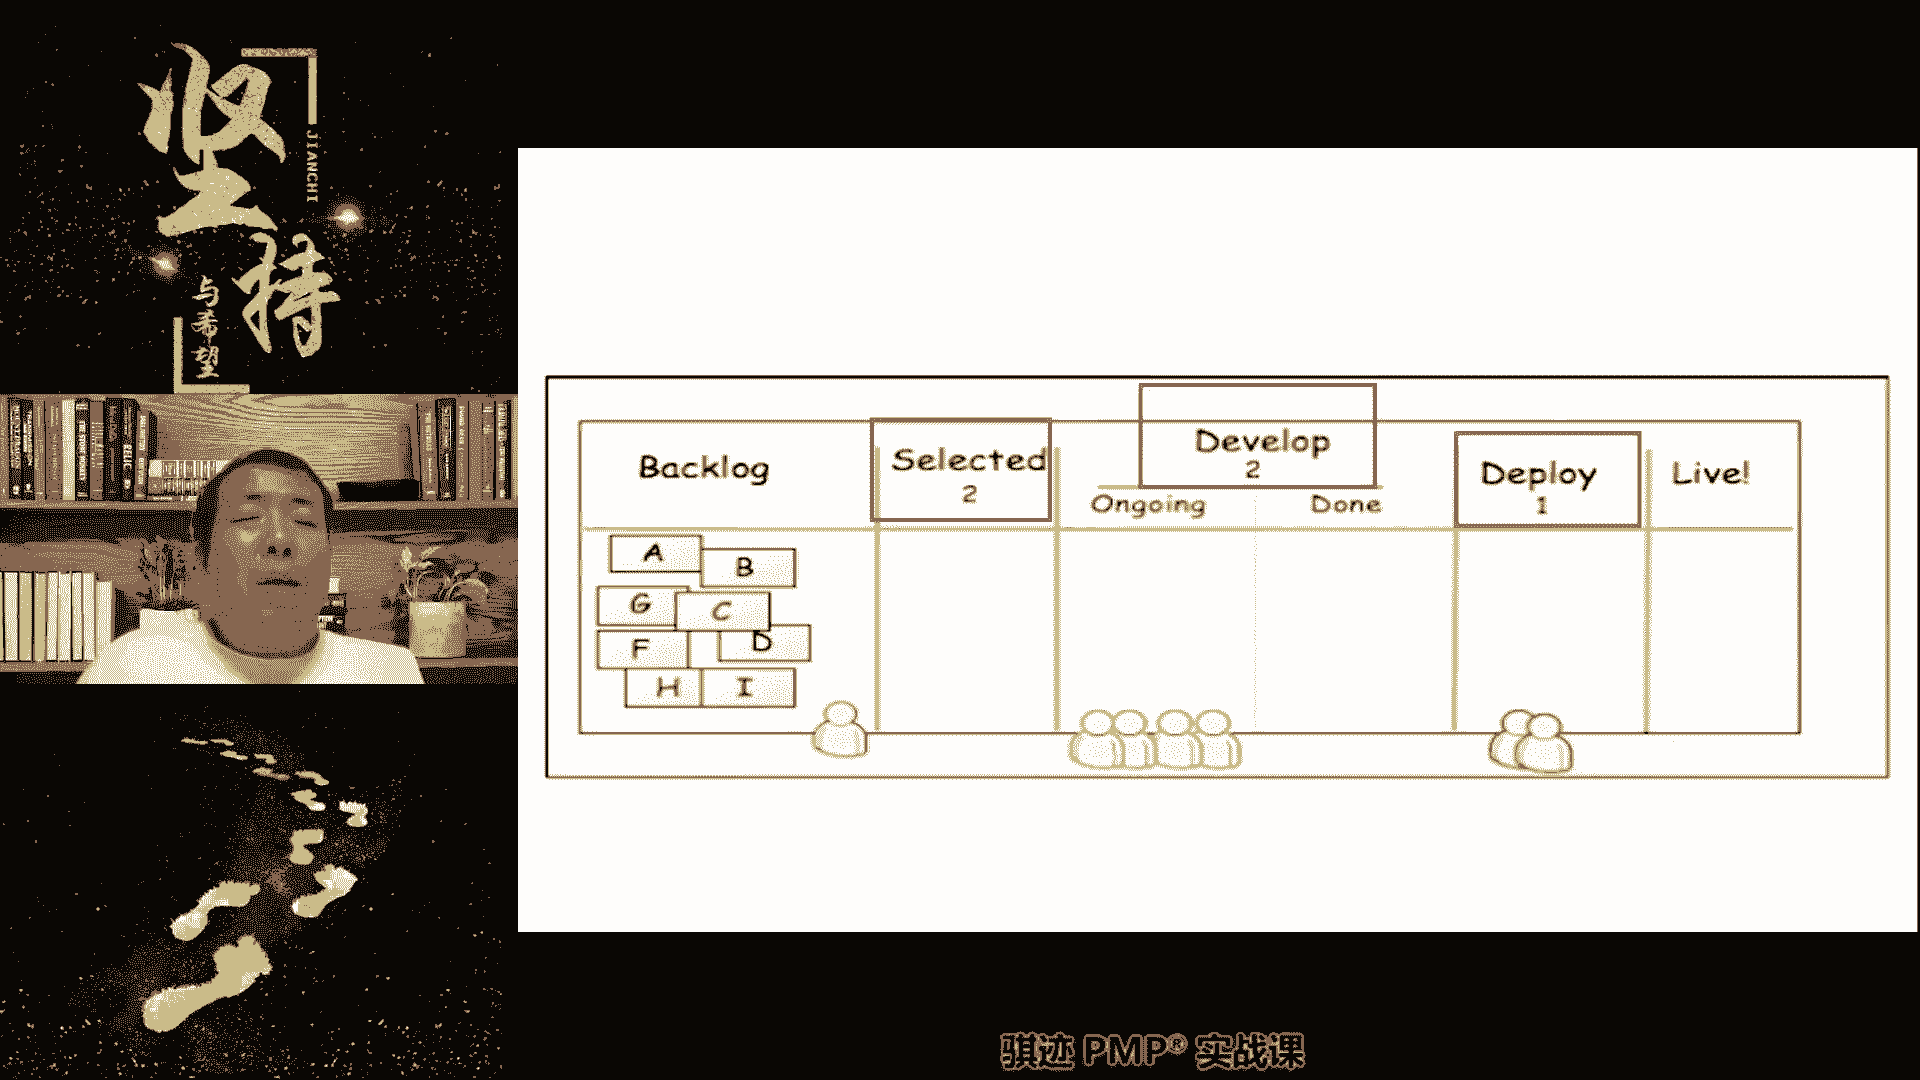 坚持
JIANCHI
与希望
Backlog
Selected
2
Develop
2
Ongoing
Done
Deploy
1
Live!
A
B
G
C
F
D
H
I
骐迹 PMP® 实战课